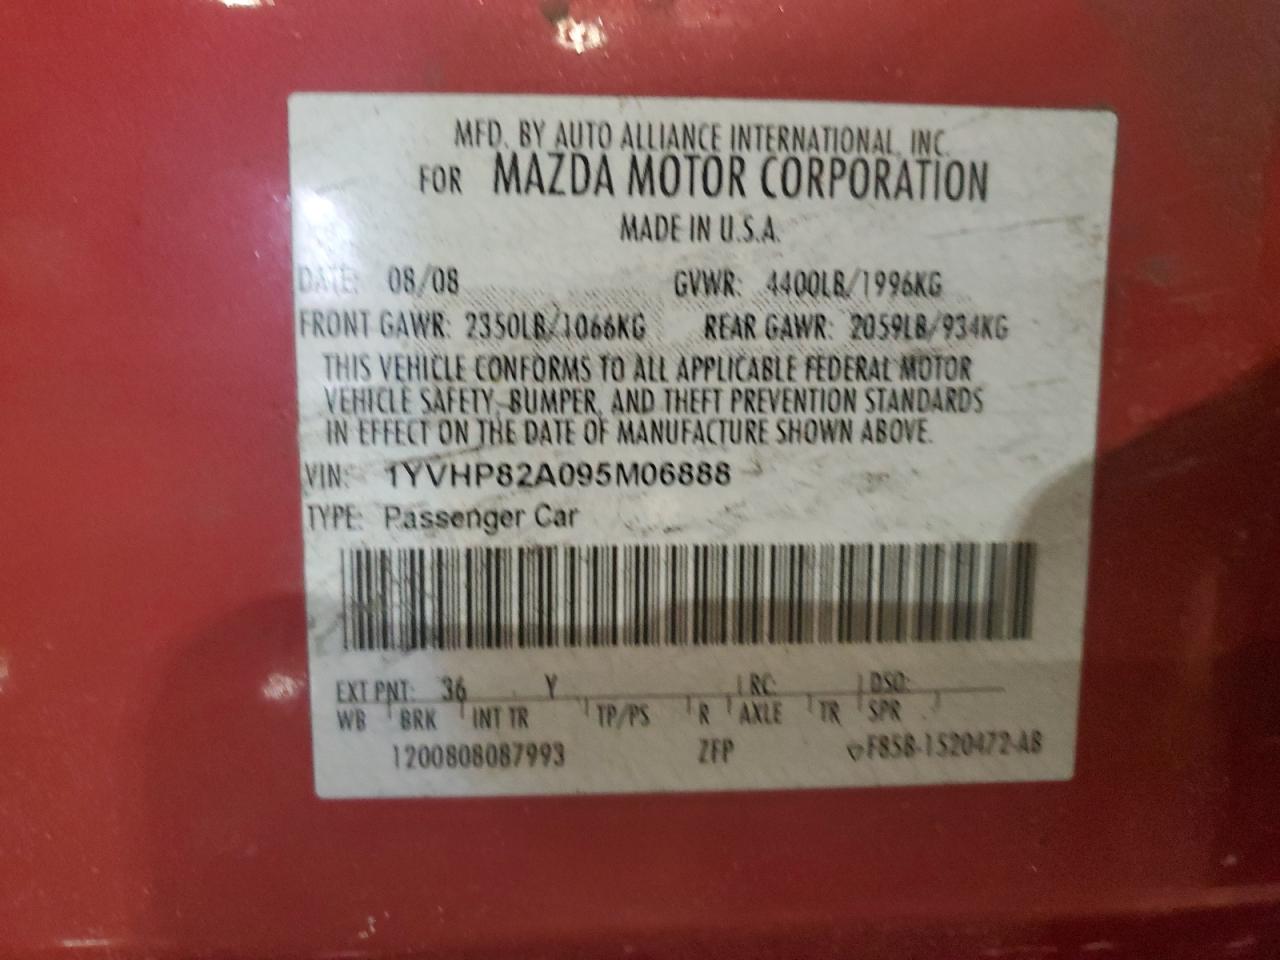 MFD. BY AUTO ALLIANCE INTERNATIONAL, INC.
FOR MAZDA MOTOR CORPORATION
MADE IN U.S.A.
DATE: 08/08 GVWR: 4400LB/1996KG
FRONT GAWR: 2350LB/1066KG REAR GAWR: 2059LB/934KG
THIS VEHICLE CONFORMS TO ALL APPLICABLE FEDERAL MOTOR
VEHICLE SAFETY, BUMPER, AND THEFT PREVENTION STANDARDS
IN EFFECT ON THE DATE OF MANUFACTURE SHOWN ABOVE.
VIN: 1YVHP82A095M06888
TYPE: Passenger Car
EXT PNT: 36 Y RC: DSO:
WB BRK INT TR TP/PS R AXLE TR SPR
1200808087993 ZFP F85B-1520472-AB